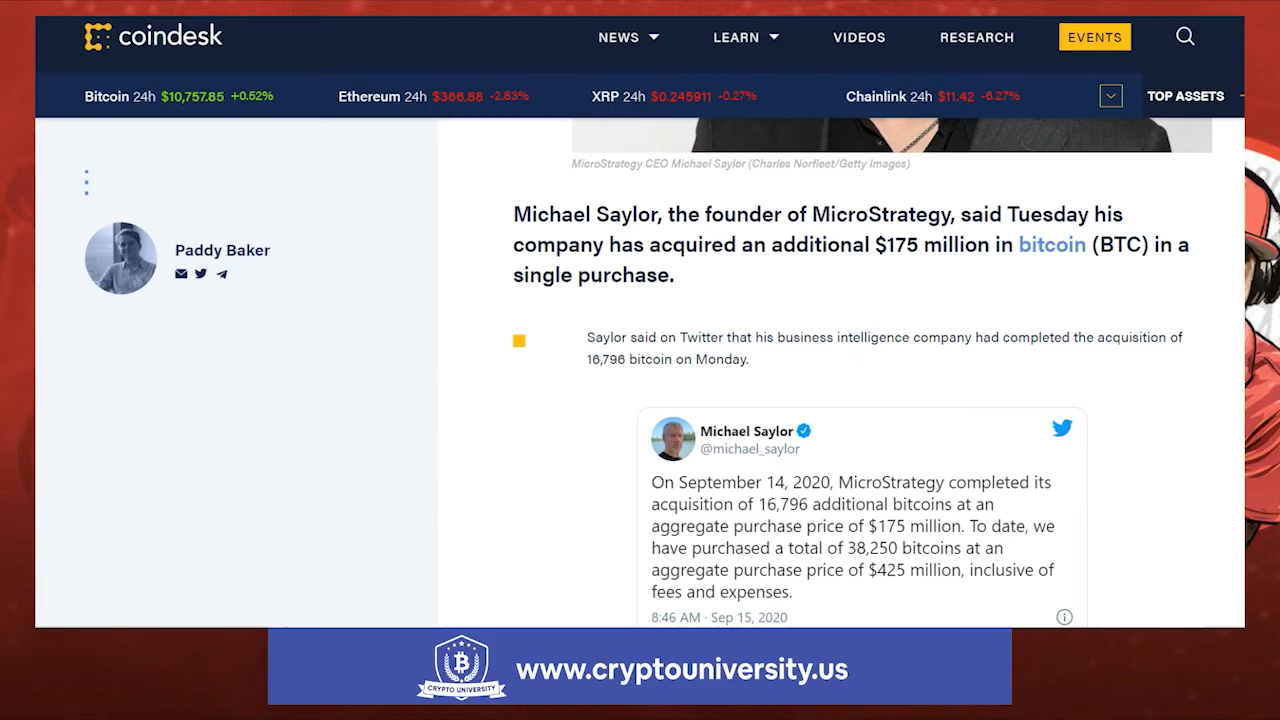 coindesk
NEWS LEARN VIDEOS RESEARCH EVENTS
Bitcoin 24h $10,757.85 +0.52% Ethereum 24h $366.88 -2.83% XRP 24h $0.245911 -0.27% Chainlink 24h $11.42 -6.27% TOP ASSETS
MicroStrategy CEO Michael Saylor (Charles Norfleet/Getty Images)
Paddy Baker
Michael Saylor, the founder of MicroStrategy, said Tuesday his
company has acquired an additional $175 million in bitcoin (BTC) in a
single purchase.
Saylor said on Twitter that his business intelligence company had completed the acquisition of
16,796 bitcoin on Monday.
Michael Saylor
@michael_saylor
On September 14, 2020, MicroStrategy completed its
acquisition of 16,796 additional bitcoins at an
aggregate purchase price of $175 million. To date, we
have purchased a total of 38,250 bitcoins at an
aggregate purchase price of $425 million, inclusive of
fees and expenses.
8:46 AM · Sep 15, 2020
CRYPTO UNIVERSITY
www.cryptouniversity.us